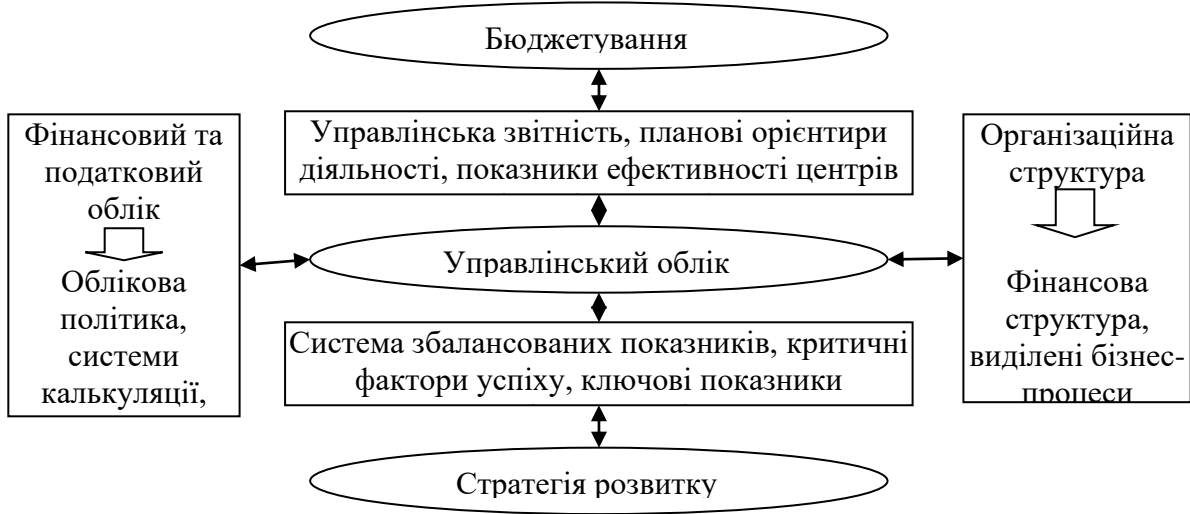 Бюджетування
Управлінська звітність, планові орієнтири
діяльності, показники ефективності центрів
Фінансовий та
податковий
облік
Облікова
політика,
системи
калькуляції,
Управлінський облік
Організаційна
структура
Фінансова
структура,
виділені бізнес-
процеси
Система збалансованих показників, критичні
фактори успіху, ключові показники
Стратегія розвитку